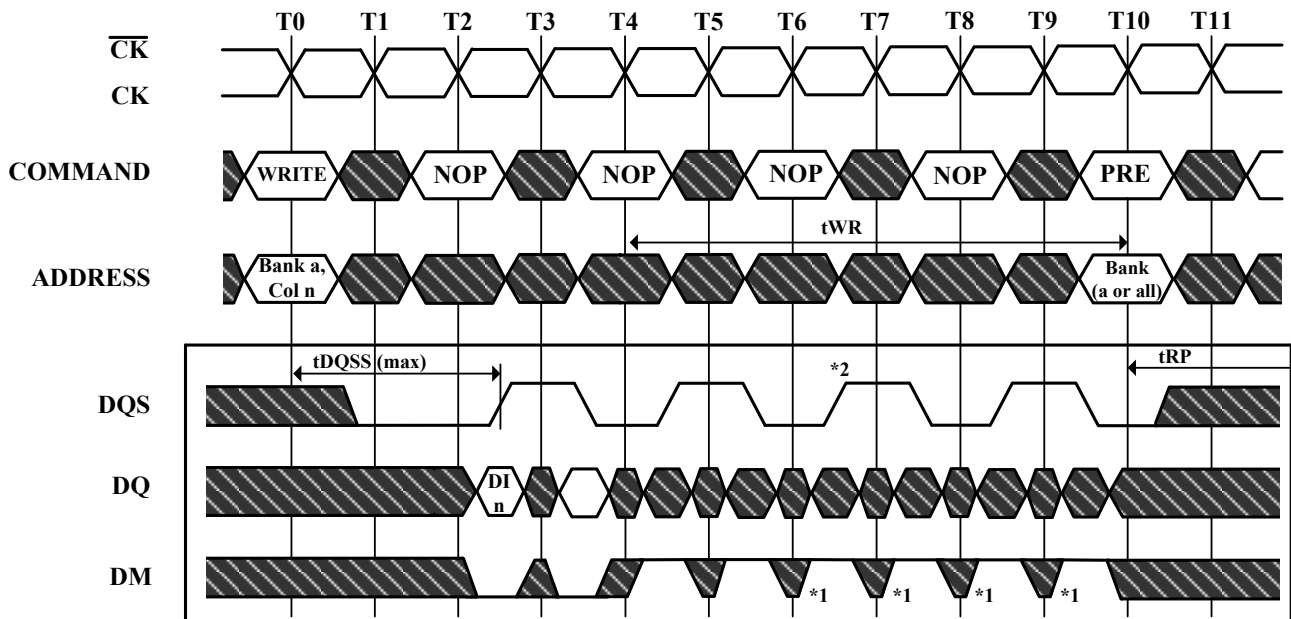 T0 T1 T2 T3 T4 T5 T6 T7 T8 T9 T10 T11
CK
CK
COMMAND WRITE NOP NOP NOP NOP PRE
tWR
ADDRESS Bank a, Col n Bank (a or all)
tDQSS (max) *2 tRP
DQS
DQ DI n
DM *1 *1 *1 *1